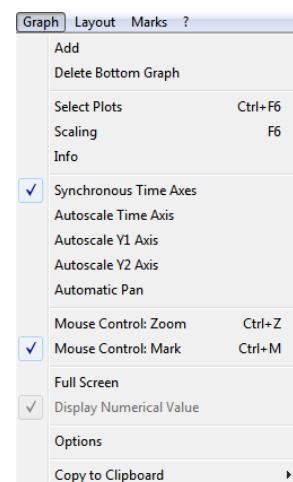 Graph Layout Marks ?
Add
Delete Bottom Graph
Select Plots Ctrl+F6
Scaling F6
Info
Synchronous Time Axes
Autoscale Time Axis
Autoscale Y1 Axis
Autoscale Y2 Axis
Automatic Pan
Mouse Control: Zoom Ctrl+Z
Mouse Control: Mark Ctrl+M
Full Screen
Display Numerical Value
Options
Copy to Clipboard